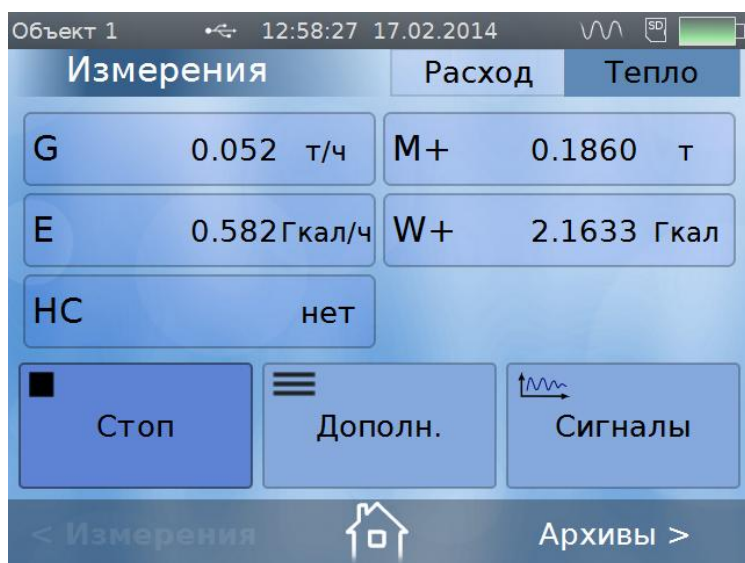 Объект 1 12:58:27 17.02.2014 SD
Измерения Расход Тепло
G 0.052 т/ч M+ 0.1860 т
E 0.582 Гкал/ч W+ 2.1633 Гкал
НС нет
Стоп Дополн. Сигналы
< Измерения Архивы >